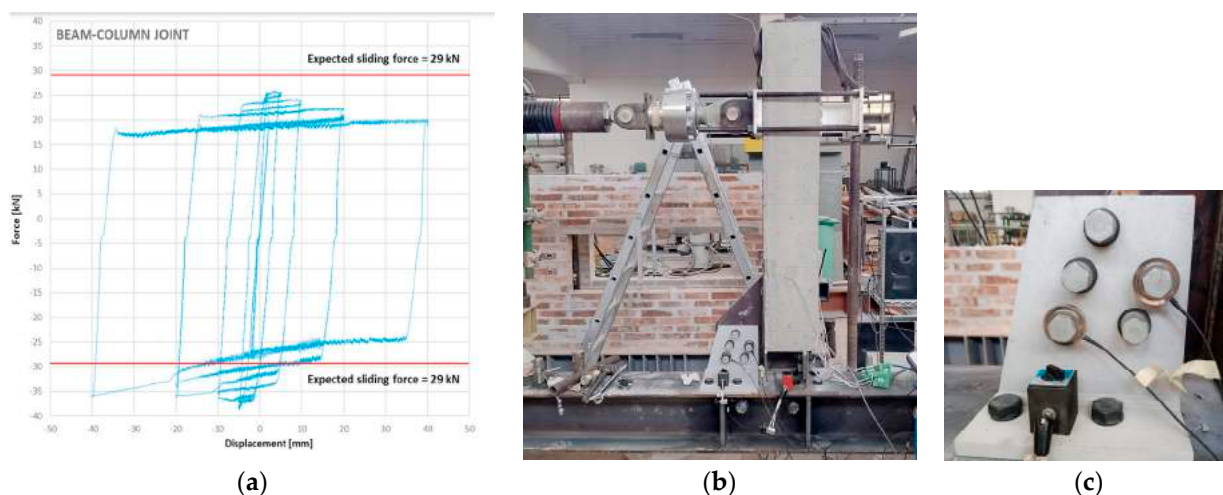 BEAM-COLUMN JOINT
Expected sliding force = 29 kN
40
35
30
25
20
15
10
5
0
-5
-10
-15
-20
-25
-30
-35
-40
Force [kN]
Expected sliding force = 29 kN
-50 -40 -30 -20 -10 0 10 20 30 40 50
Displacement [mm]
(a) (b) (c)